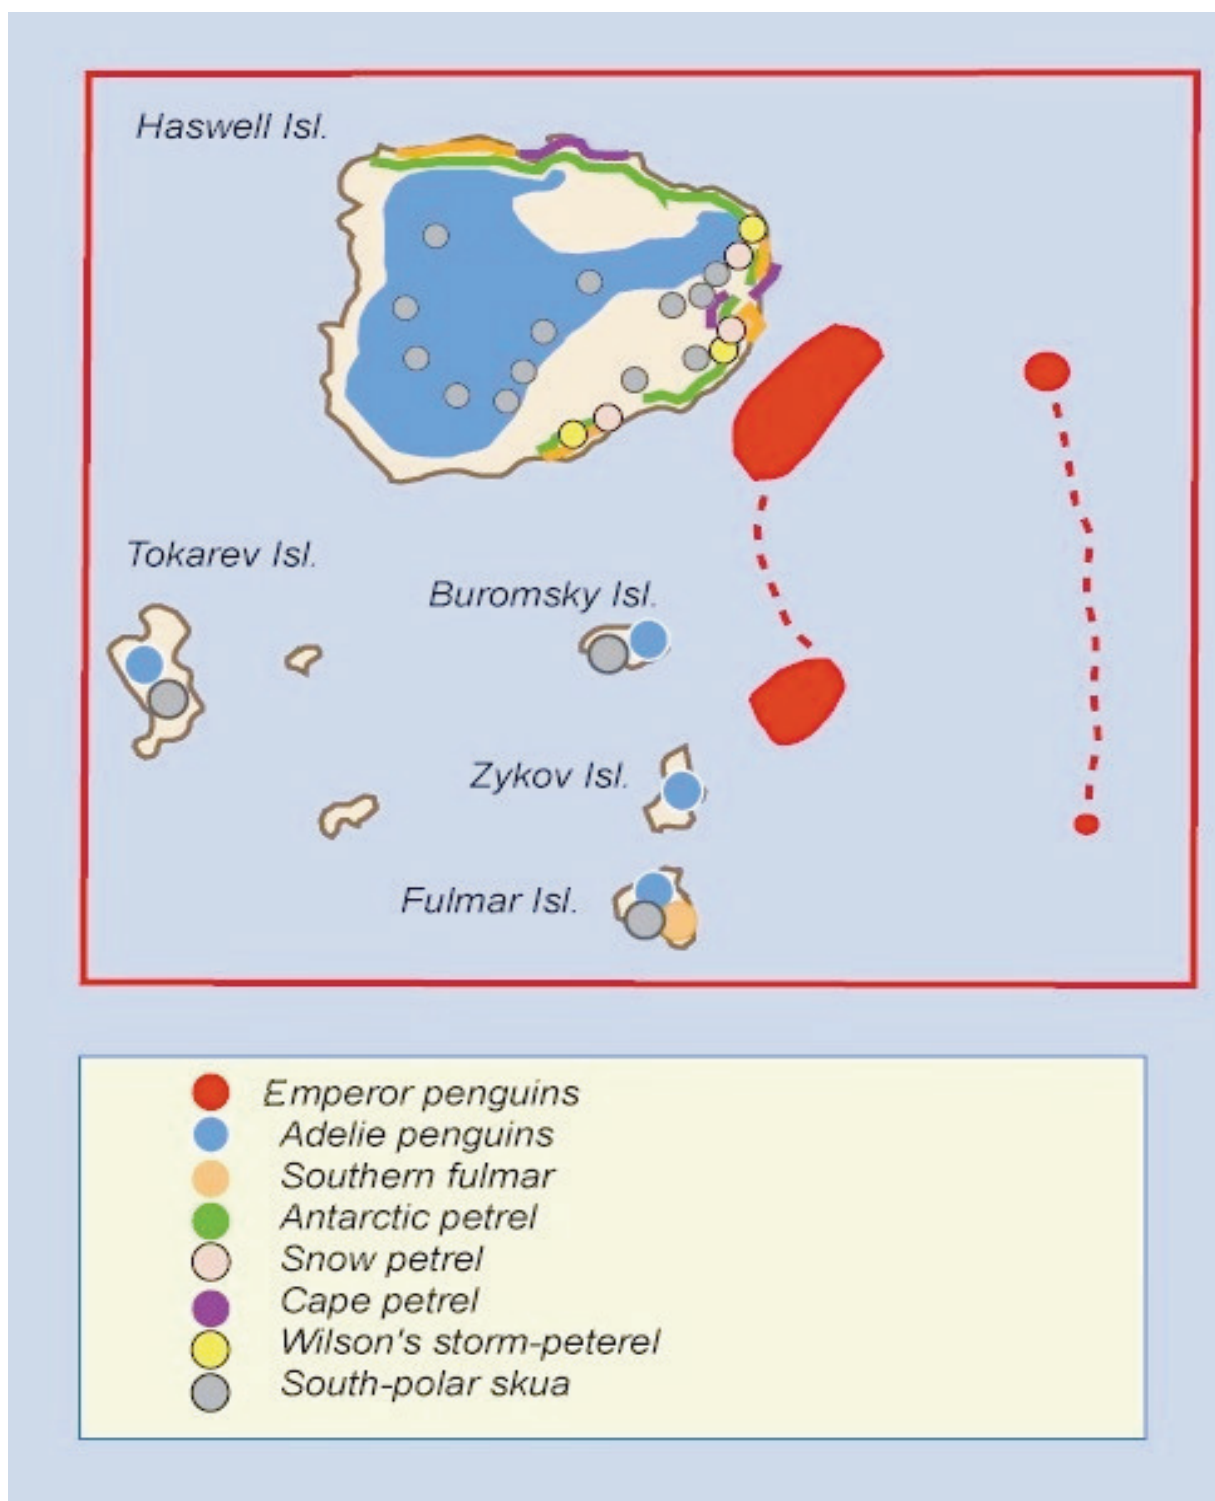 Haswell Isl.
Tokarev Isl.
Buromsky Isl.
Zykov Isl.
Fulmar Isl.
Emperor penguins
Adelie penguins
Southern fulmar
Antarctic petrel
Snow petrel
Cape petrel
Wilson's storm-peterel
South-polar skua